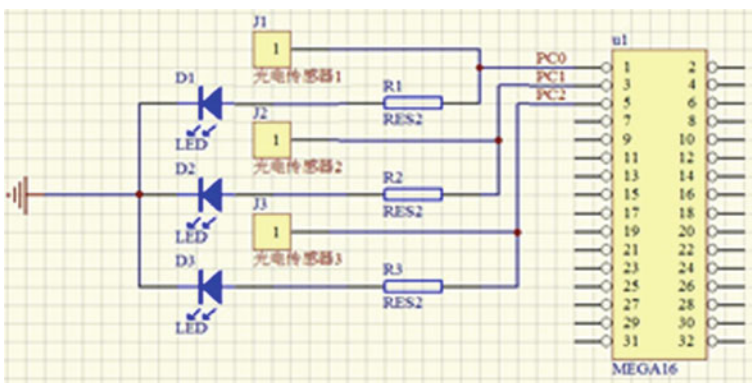 J1
1
光电传感器1
D1
LED
R1
RES2
J2
1
光电传感器2
D2
LED
R2
RES2
J3
1
光电传感器3
D3
LED
R3
RES2
PC0
PC1
PC2
u1
1 2
3 4
5 6
7 8
9 10
11 12
13 14
15 16
17 18
19 20
21 22
23 24
25 26
27 28
29 30
31 32
MEGA16